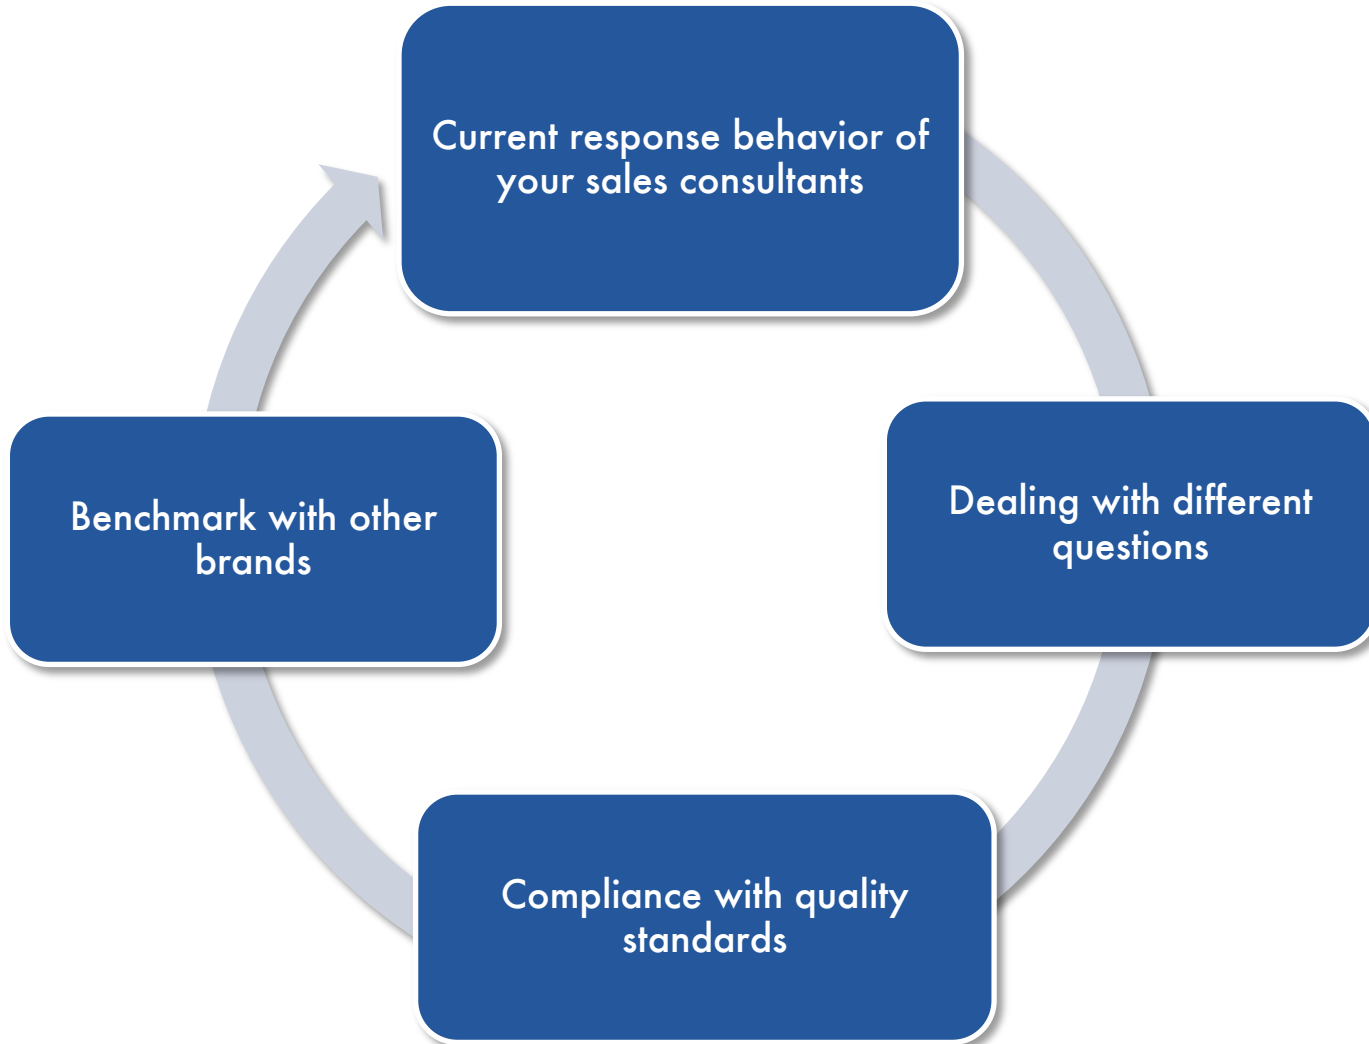 Current response behavior of
your sales consultants
Dealing with different
questions
Compliance with quality
standards
Benchmark with other
brands